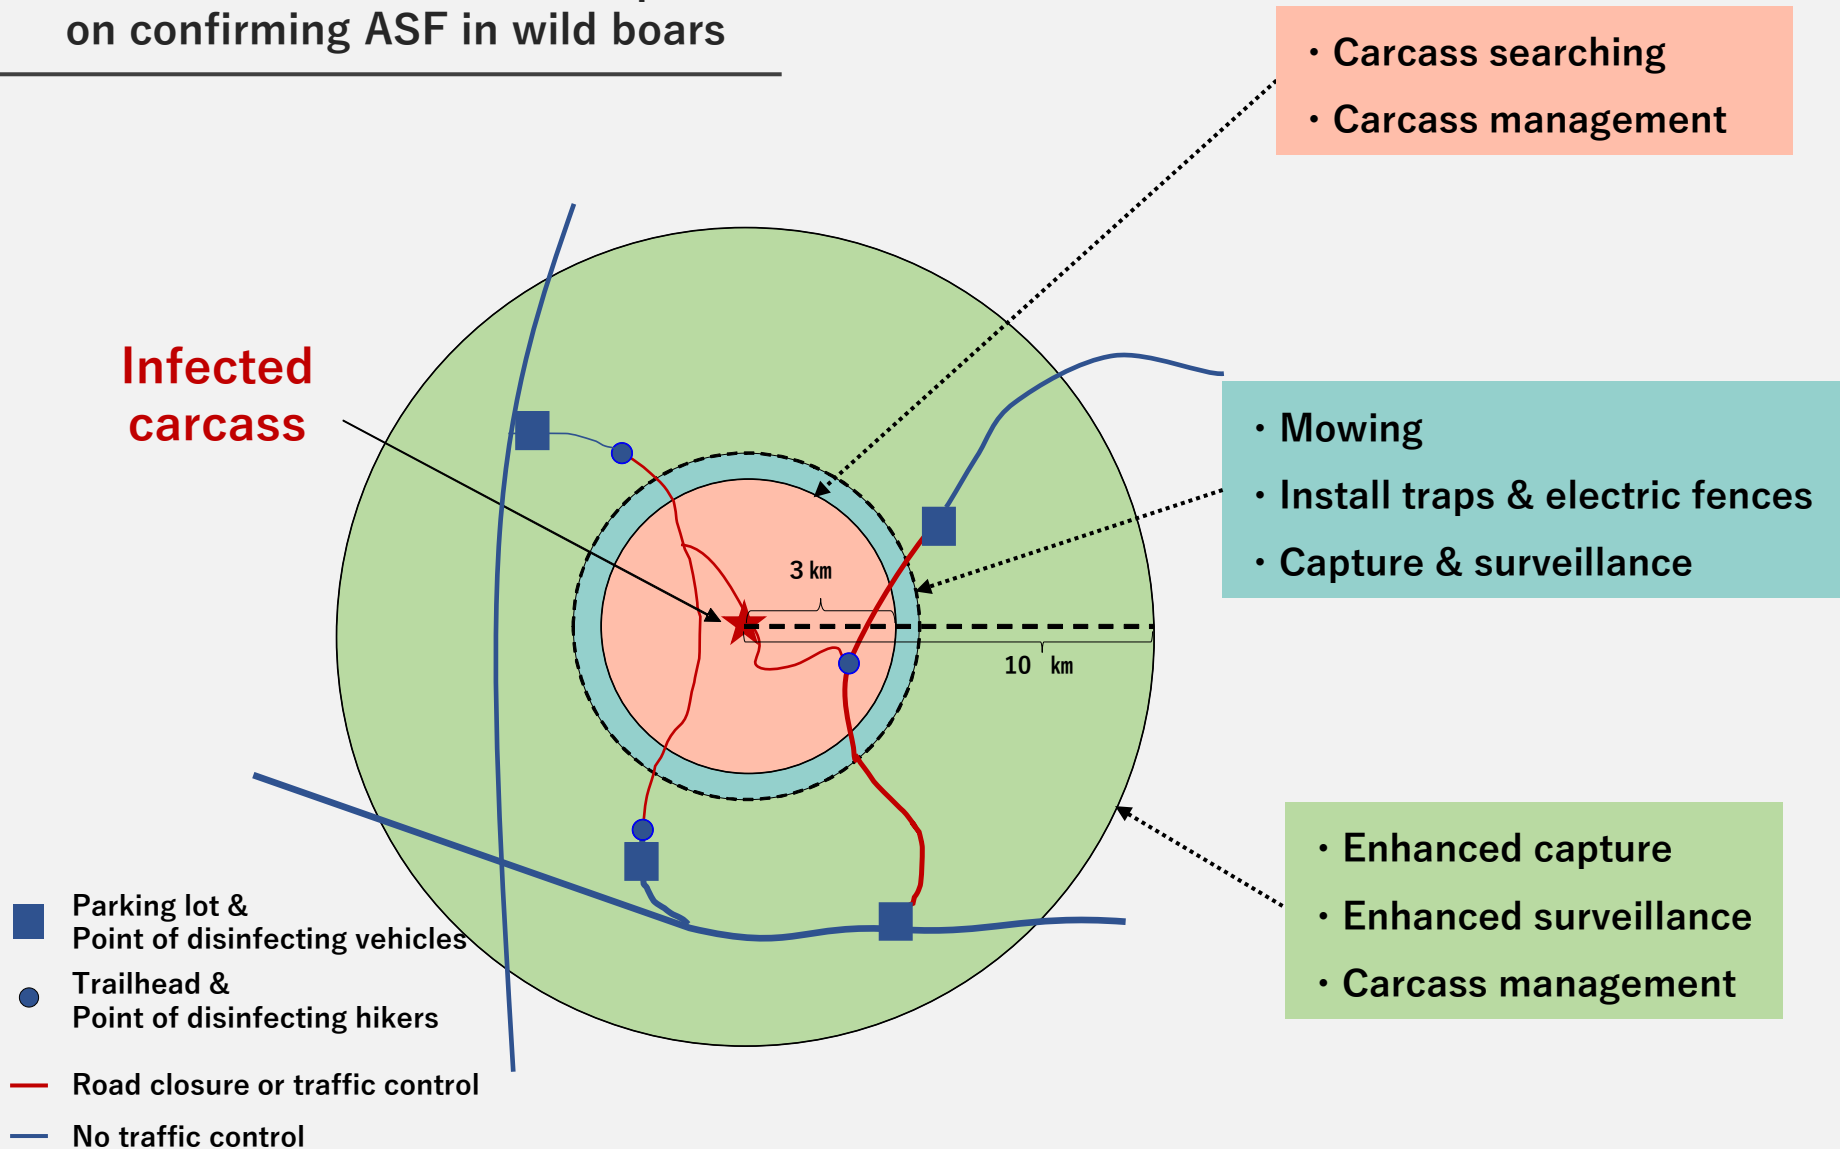 on confirming ASF in wild boars
・Carcass searching
・Carcass management
Infected
carcass
・Mowing
・Install traps & electric fences
・Capture & surveillance
3 km
10 km
・Enhanced capture
・Enhanced surveillance
・Carcass management
Parking lot &
Point of disinfecting vehicles
Trailhead &
Point of disinfecting hikers
Road closure or traffic control
No traffic control